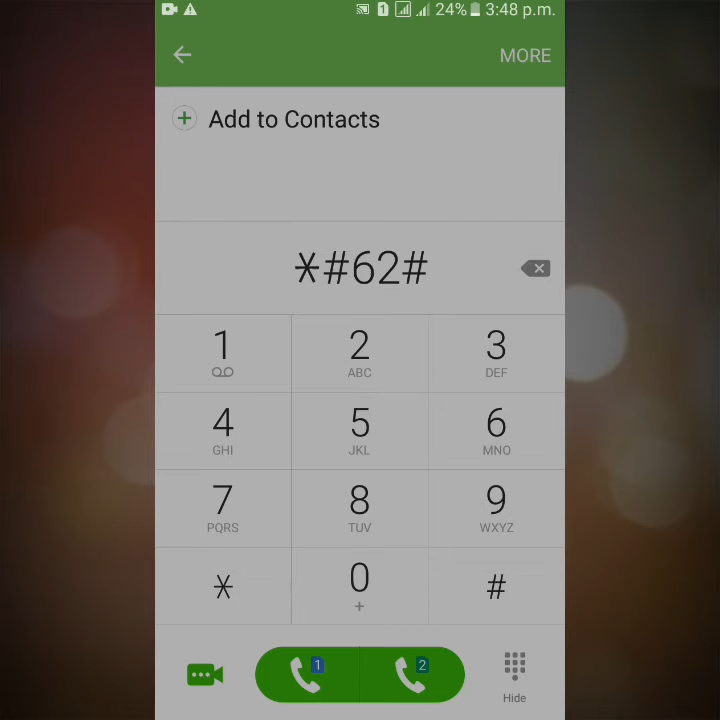 1 24% 3:48 p.m.
MORE
Add to Contacts
*#62#
1 2 ABC 3 DEF
4 GHI 5 JKL 6 MNO
7 PQRS 8 TUV 9 WXYZ
* 0 + #
1 2 Hide